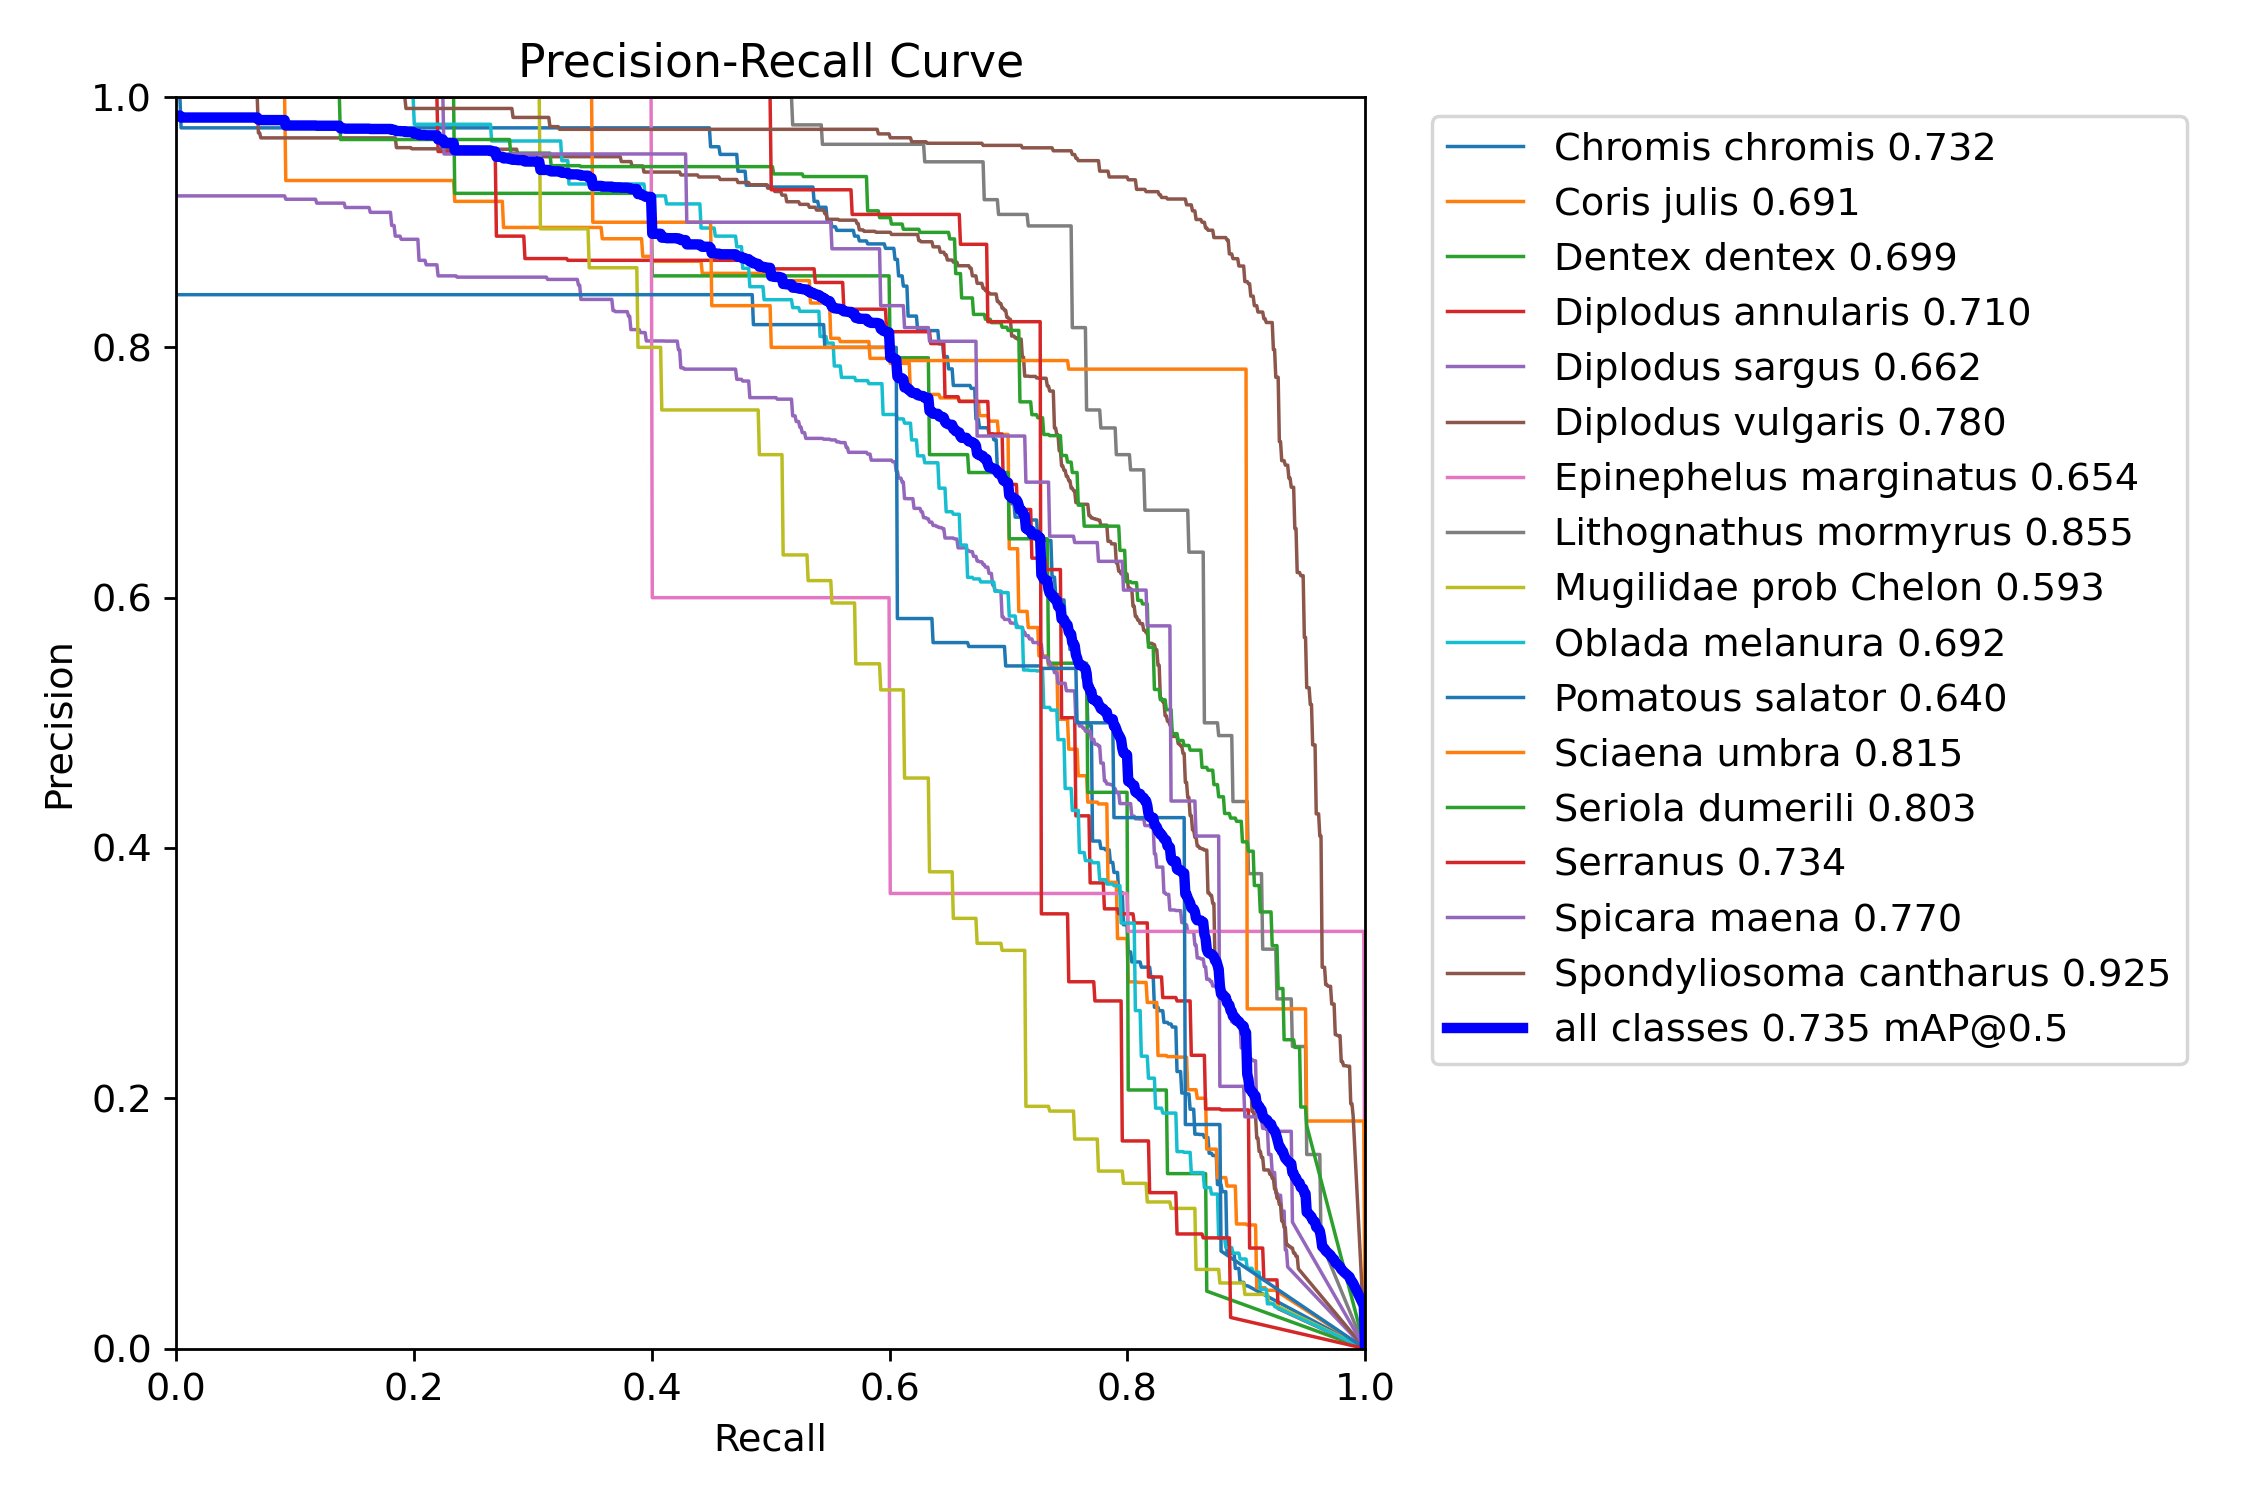 Precision-Recall Curve
1.0
0.8
0.6
0.4
0.2
0.0
Precision
0.0 0.2 0.4 0.6 0.8 1.0
Recall
Chromis chromis 0.732
Coris julis 0.691
Dentex dentex 0.699
Diplodus annularis 0.710
Diplodus sargus 0.662
Diplodus vulgaris 0.780
Epinephelus marginatus 0.654
Lithognathus mormyrus 0.855
Mugilidae prob Chelon 0.593
Oblada melanura 0.692
Pomatous salator 0.640
Sciaena umbra 0.815
Seriola dumerili 0.803
Serranus 0.734
Spicara maena 0.770
Spondyliosoma cantharus 0.925
all classes 0.735 mAP@0.5